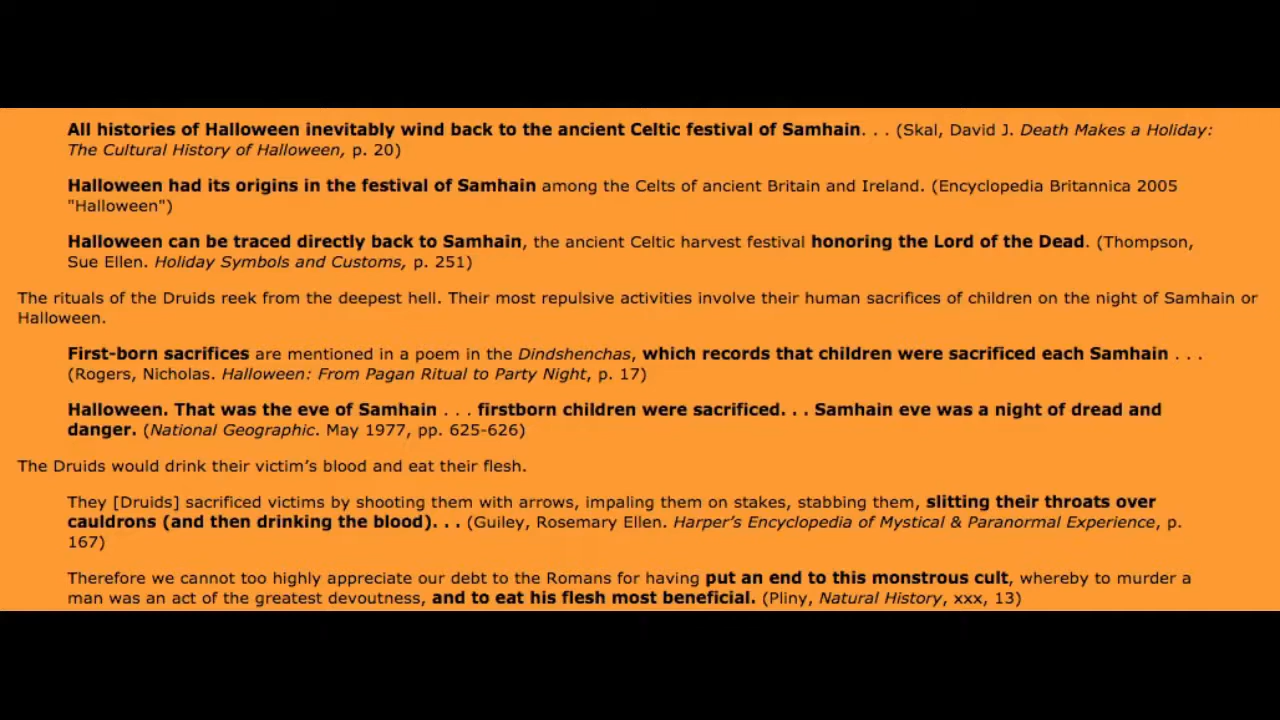 All histories of Halloween inevitably wind back to the ancient Celtic festival of Samhain. . . (Skal, David J. Death Makes a Holiday:
The Cultural History of Halloween, p. 20)
Halloween had its origins in the festival of Samhain among the Celts of ancient Britain and Ireland. (Encyclopedia Britannica 2005
"Halloween")
Halloween can be traced directly back to Samhain, the ancient Celtic harvest festival honoring the Lord of the Dead. (Thompson,
Sue Ellen. Holiday Symbols and Customs, p. 251)
The rituals of the Druids reek from the deepest hell. Their most repulsive activities involve their human sacrifices of children on the night of Samhain or
Halloween.
First-born sacrifices are mentioned in a poem in the Dindshenchas, which records that children were sacrificed each Samhain . . .
(Rogers, Nicholas. Halloween: From Pagan Ritual to Party Night, p. 17)
Halloween. That was the eve of Samhain . . . firstborn children were sacrificed. . . Samhain eve was a night of dread and
danger. (National Geographic. May 1977, pp. 625-626)
The Druids would drink their victim's blood and eat their flesh.
They [Druids] sacrificed victims by shooting them with arrows, impaling them on stakes, stabbing them, slitting their throats over
cauldrons (and then drinking the blood). . . (Guiley, Rosemary Ellen. Harper's Encyclopedia of Mystical & Paranormal Experience, p.
167)
Therefore we cannot too highly appreciate our debt to the Romans for having put an end to this monstrous cult, whereby to murder a
man was an act of the greatest devoutness, and to eat his flesh most beneficial. (Pliny, Natural History, xxx, 13)